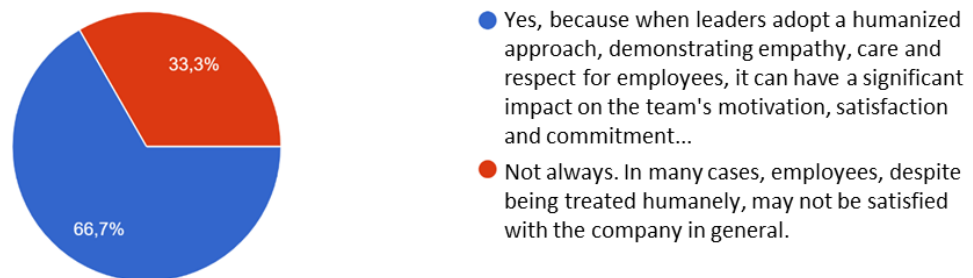 33,3%
66,7%
Yes, because when leaders adopt a humanized
approach, demonstrating empathy, care and
respect for employees, it can have a significant
impact on the team's motivation, satisfaction
and commitment...
Not always. In many cases, employees, despite
being treated humanely, may not be satisfied
with the company in general.